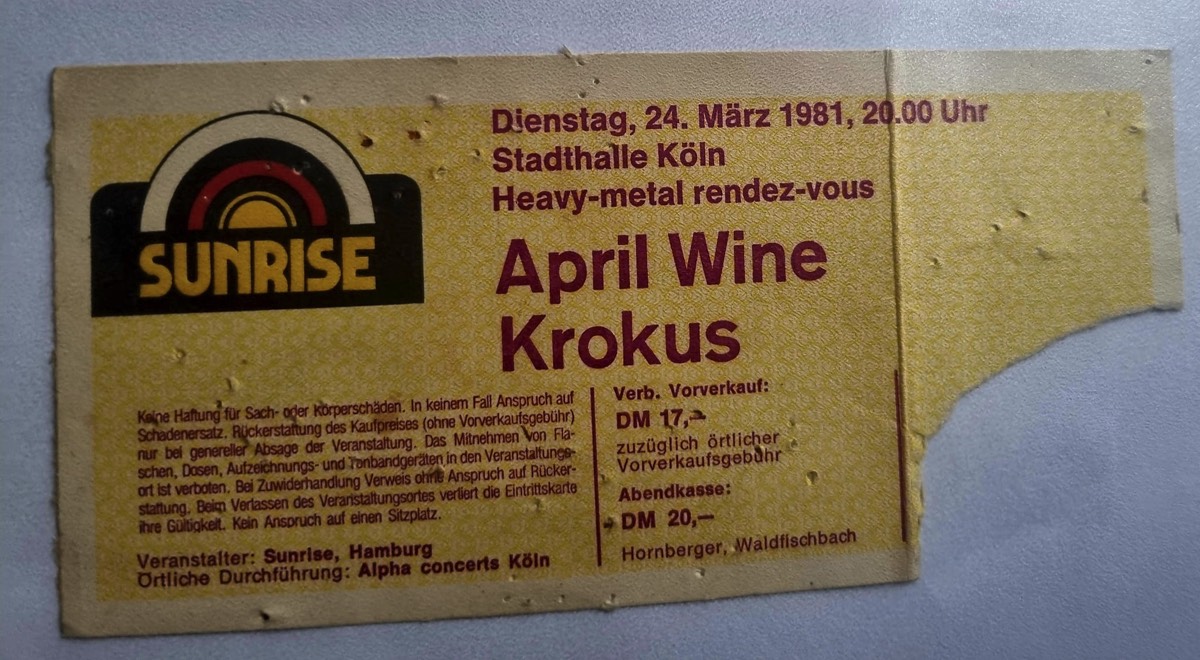 SUNRISE
Dienstag, 24. März 1981, 20.00 Uhr
Stadthalle Köln
Heavy-metal rendez-vous
April Wine
Krokus
Keine Haftung für Sach- oder Körperschäden. In keinem Fall Anspruch auf
Schadenersatz. Rückerstattung des Kaufpreises (ohne Vorverkaufsgebühr)
nur bei genereller Absage der Veranstaltung. Das Mitnehmen von Fla-
schen, Dosen, Aufzeichnungs- und Tonbandgeräten in den Veranstaltungs-
ort ist verboten. Bei Zuwiderhandlung Verweis ohne Anspruch auf Rücker-
stattung. Beim Verlassen des Veranstaltungsortes verliert die Eintrittskarte
ihre Gültigkeit. Kein Anspruch auf einen Sitzplatz.
Veranstalter: Sunrise, Hamburg
Örtliche Durchführung: Alpha concerts Köln
Verb. Vorverkauf:
DM 17,—
zuzüglich örtlicher
Vorverkaufsgebühr
Abendkasse:
DM 20,—
Hornberger, Waldfischbach